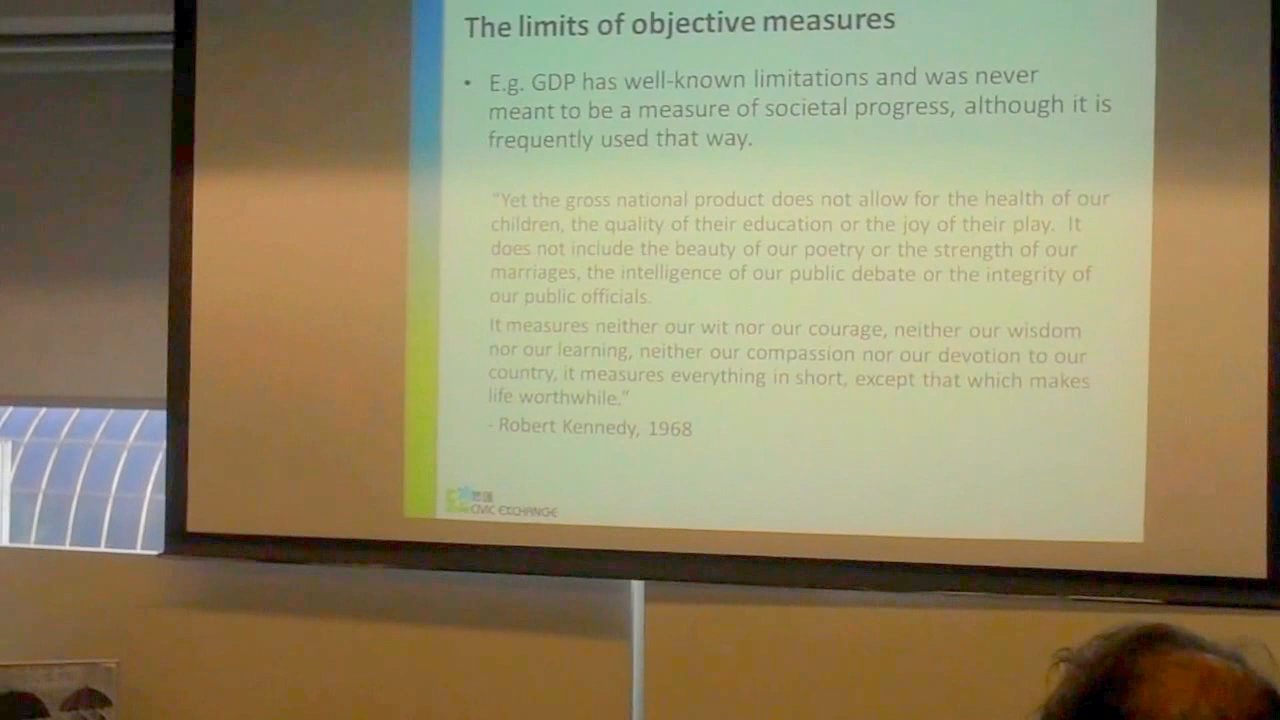 The limits of objective measures
• E.g. GDP has well-known limitations and was never
meant to be a measure of societal progress, although it is
frequently used that way.
"Yet the gross national product does not allow for the health of our
children, the quality of their education or the joy of their play. It
does not include the beauty of our poetry or the strength of our
marriages, the intelligence of our public debate or the integrity of
our public officials.
It measures neither our wit nor our courage, neither our wisdom
nor our learning, neither our compassion nor our devotion to our
country, it measures everything in short, except that which makes
life worthwhile."
- Robert Kennedy, 1968
CIVIC EXCHANGE